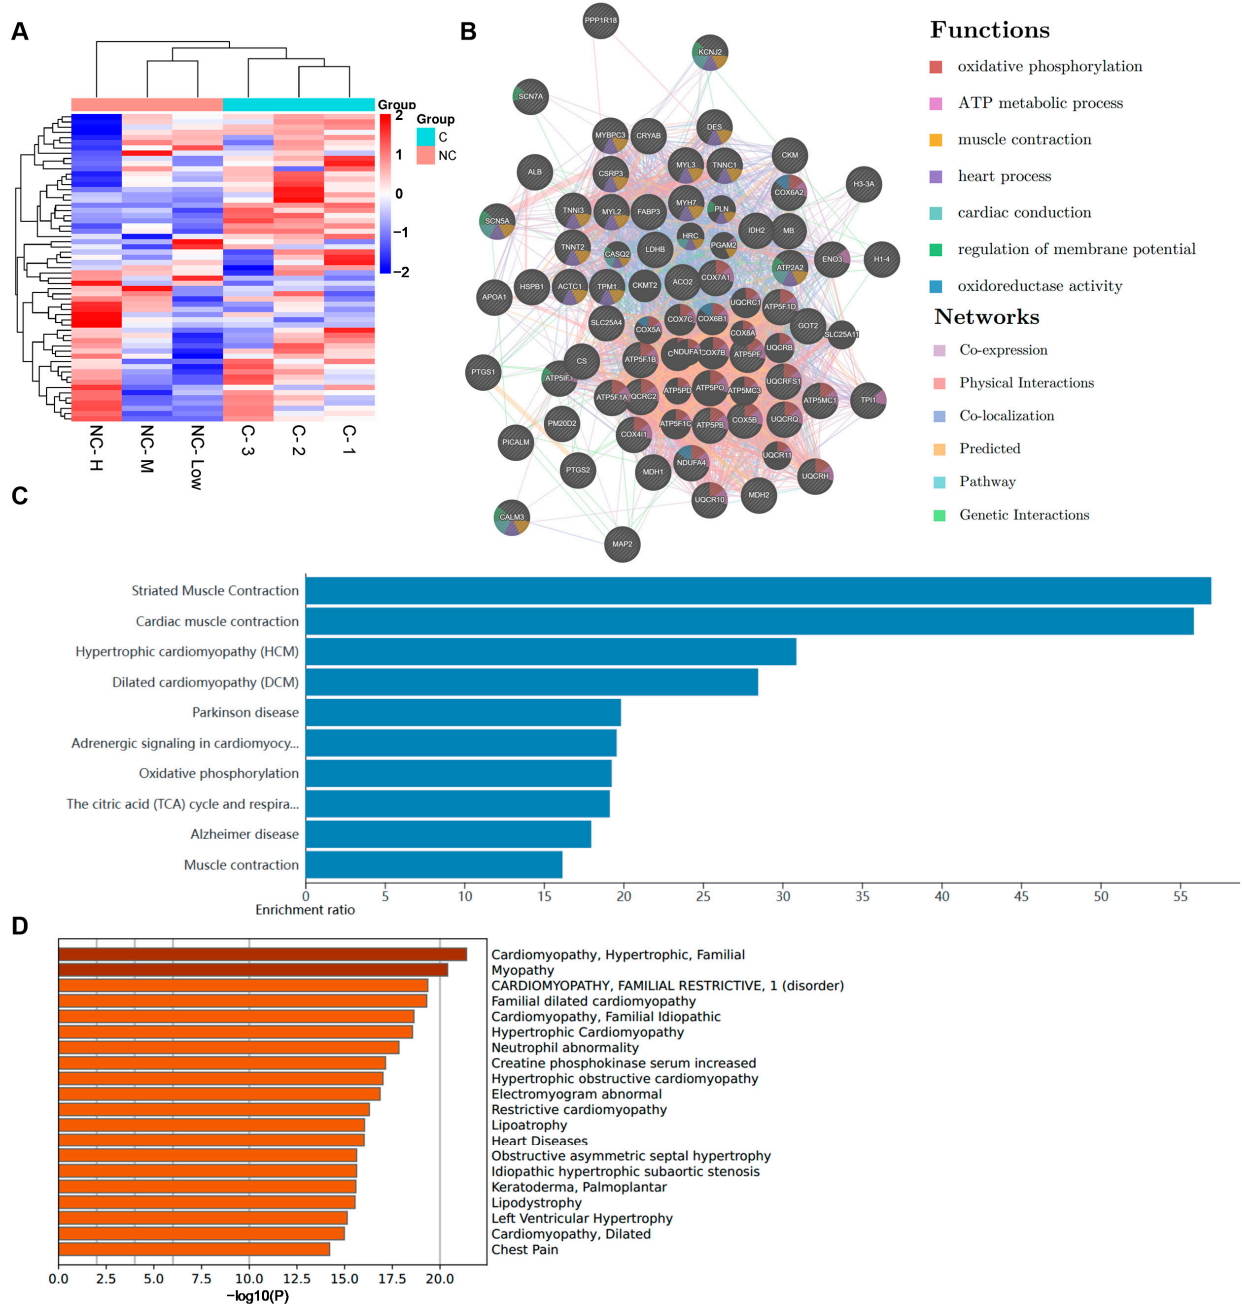 A
Group
2
1
0
−1
−2
Group
C
NC
NC- H
NC- M
NC- Low
C- 3
C- 2
C- 1
B
PPP1R18
KCNJ2
SCN7A
MYBPC3
CRYAB
DES
CKM
ALB
CSRP3
MYL3
TNNC1
COX6A2
H3-3A
SCN5A
TNNI3
MYL2
FABP3
MYH7
PLN
IDH2
MB
TNNT2
CASQ2
LDHB
HRC
PGAM2
ATP2A2
ENO3
H1-4
APOA1
HSPB1
ACTC1
TPM1
CKMT2
ACO2
COX7A1
UQCRC1
ATP5F1D
SLC25A4
COX5A
COX7C
COX6B1
COX8A
GOT2
SLC25A11
PTGS1
CS
ATP5IF1
ATP5F1B
NDUFA
COX7B
ATP5PF
UQCRB
ATP5F1A
UQCRC2
ATP5PD
ATP5PO
ATP5MC3
UQCRFS1
ATP5MC1
TPI1
PICALM
PM20D2
COX4I1
ATP5F1C
ATP5PB
COX5B
UQCRQ
PTGS2
MDH1
NDUFA4
UQCR11
UQCRH
CALM3
UQCR10
MDH2
MAP2
Functions
oxidative phosphorylation
ATP metabolic process
muscle contraction
heart process
cardiac conduction
regulation of membrane potential
oxidoreductase activity
Networks
Co-expression
Physical Interactions
Co-localization
Predicted
Pathway
Genetic Interactions
C
Striated Muscle Contraction
Cardiac muscle contraction
Hypertrophic cardiomyopathy (HCM)
Dilated cardiomyopathy (DCM)
Parkinson disease
Adrenergic signaling in cardiomyocy...
Oxidative phosphorylation
The citric acid (TCA) cycle and respira...
Alzheimer disease
Muscle contraction
0 5 10 15 20 25 30 35 40 45 50 55
Enrichment ratio
D
Cardiomyopathy, Hypertrophic, Familial
Myopathy
CARDIOMYOPATHY, FAMILIAL RESTRICTIVE, 1 (disorder)
Familial dilated cardiomyopathy
Cardiomyopathy, Familial Idiopathic
Hypertrophic Cardiomyopathy
Neutrophil abnormality
Creatine phosphokinase serum increased
Hypertrophic obstructive cardiomyopathy
Electromyogram abnormal
Restrictive cardiomyopathy
Lipoatrophy
Heart Diseases
Obstructive asymmetric septal hypertrophy
Idiopathic hypertrophic subaortic stenosis
Keratoderma, Palmoplantar
Lipodystrophy
Left Ventricular Hypertrophy
Cardiomyopathy, Dilated
Chest Pain
0.0 2.5 5.0 7.5 10.0 12.5 15.0 17.5 20.0
−log10(P)